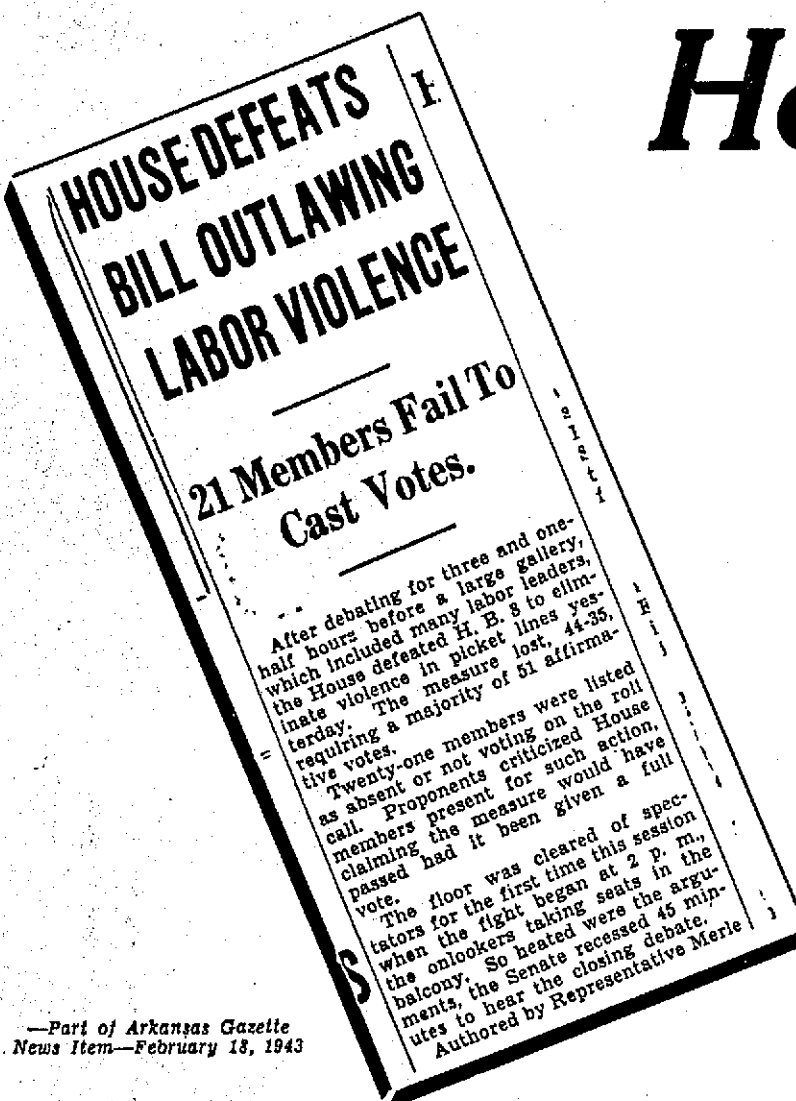 Ho
HOUSE DEFEATS
BILL OUTLAWING
LABOR VIOLENCE
21 Members Fail To
Cast Votes.
After debating for three and one-
half hours before a large gallery,
which included many labor leaders,
the House defeated H. B. 8 to elim-
inate violence in picket lines yes-
terday. The measure lost, 44-35,
requiring a majority of 51 affirma-
tive votes.
Twenty-one members were listed
as absent or not voting on the roll
call. Proponents criticized House
members present for such action,
claiming the measure would have
passed had it been given a full
vote.
The floor was cleared of spec-
tators for the first time this session
when the fight began at 2 p. m.,
the onlookers taking seats in the
balcony. So heated were the argu-
ments, the Senate recessed 45 min-
utes to hear the closing debate.
Authored by Representative Merle
S
—Part of Arkansas Gazette
News Item—February 18, 1943